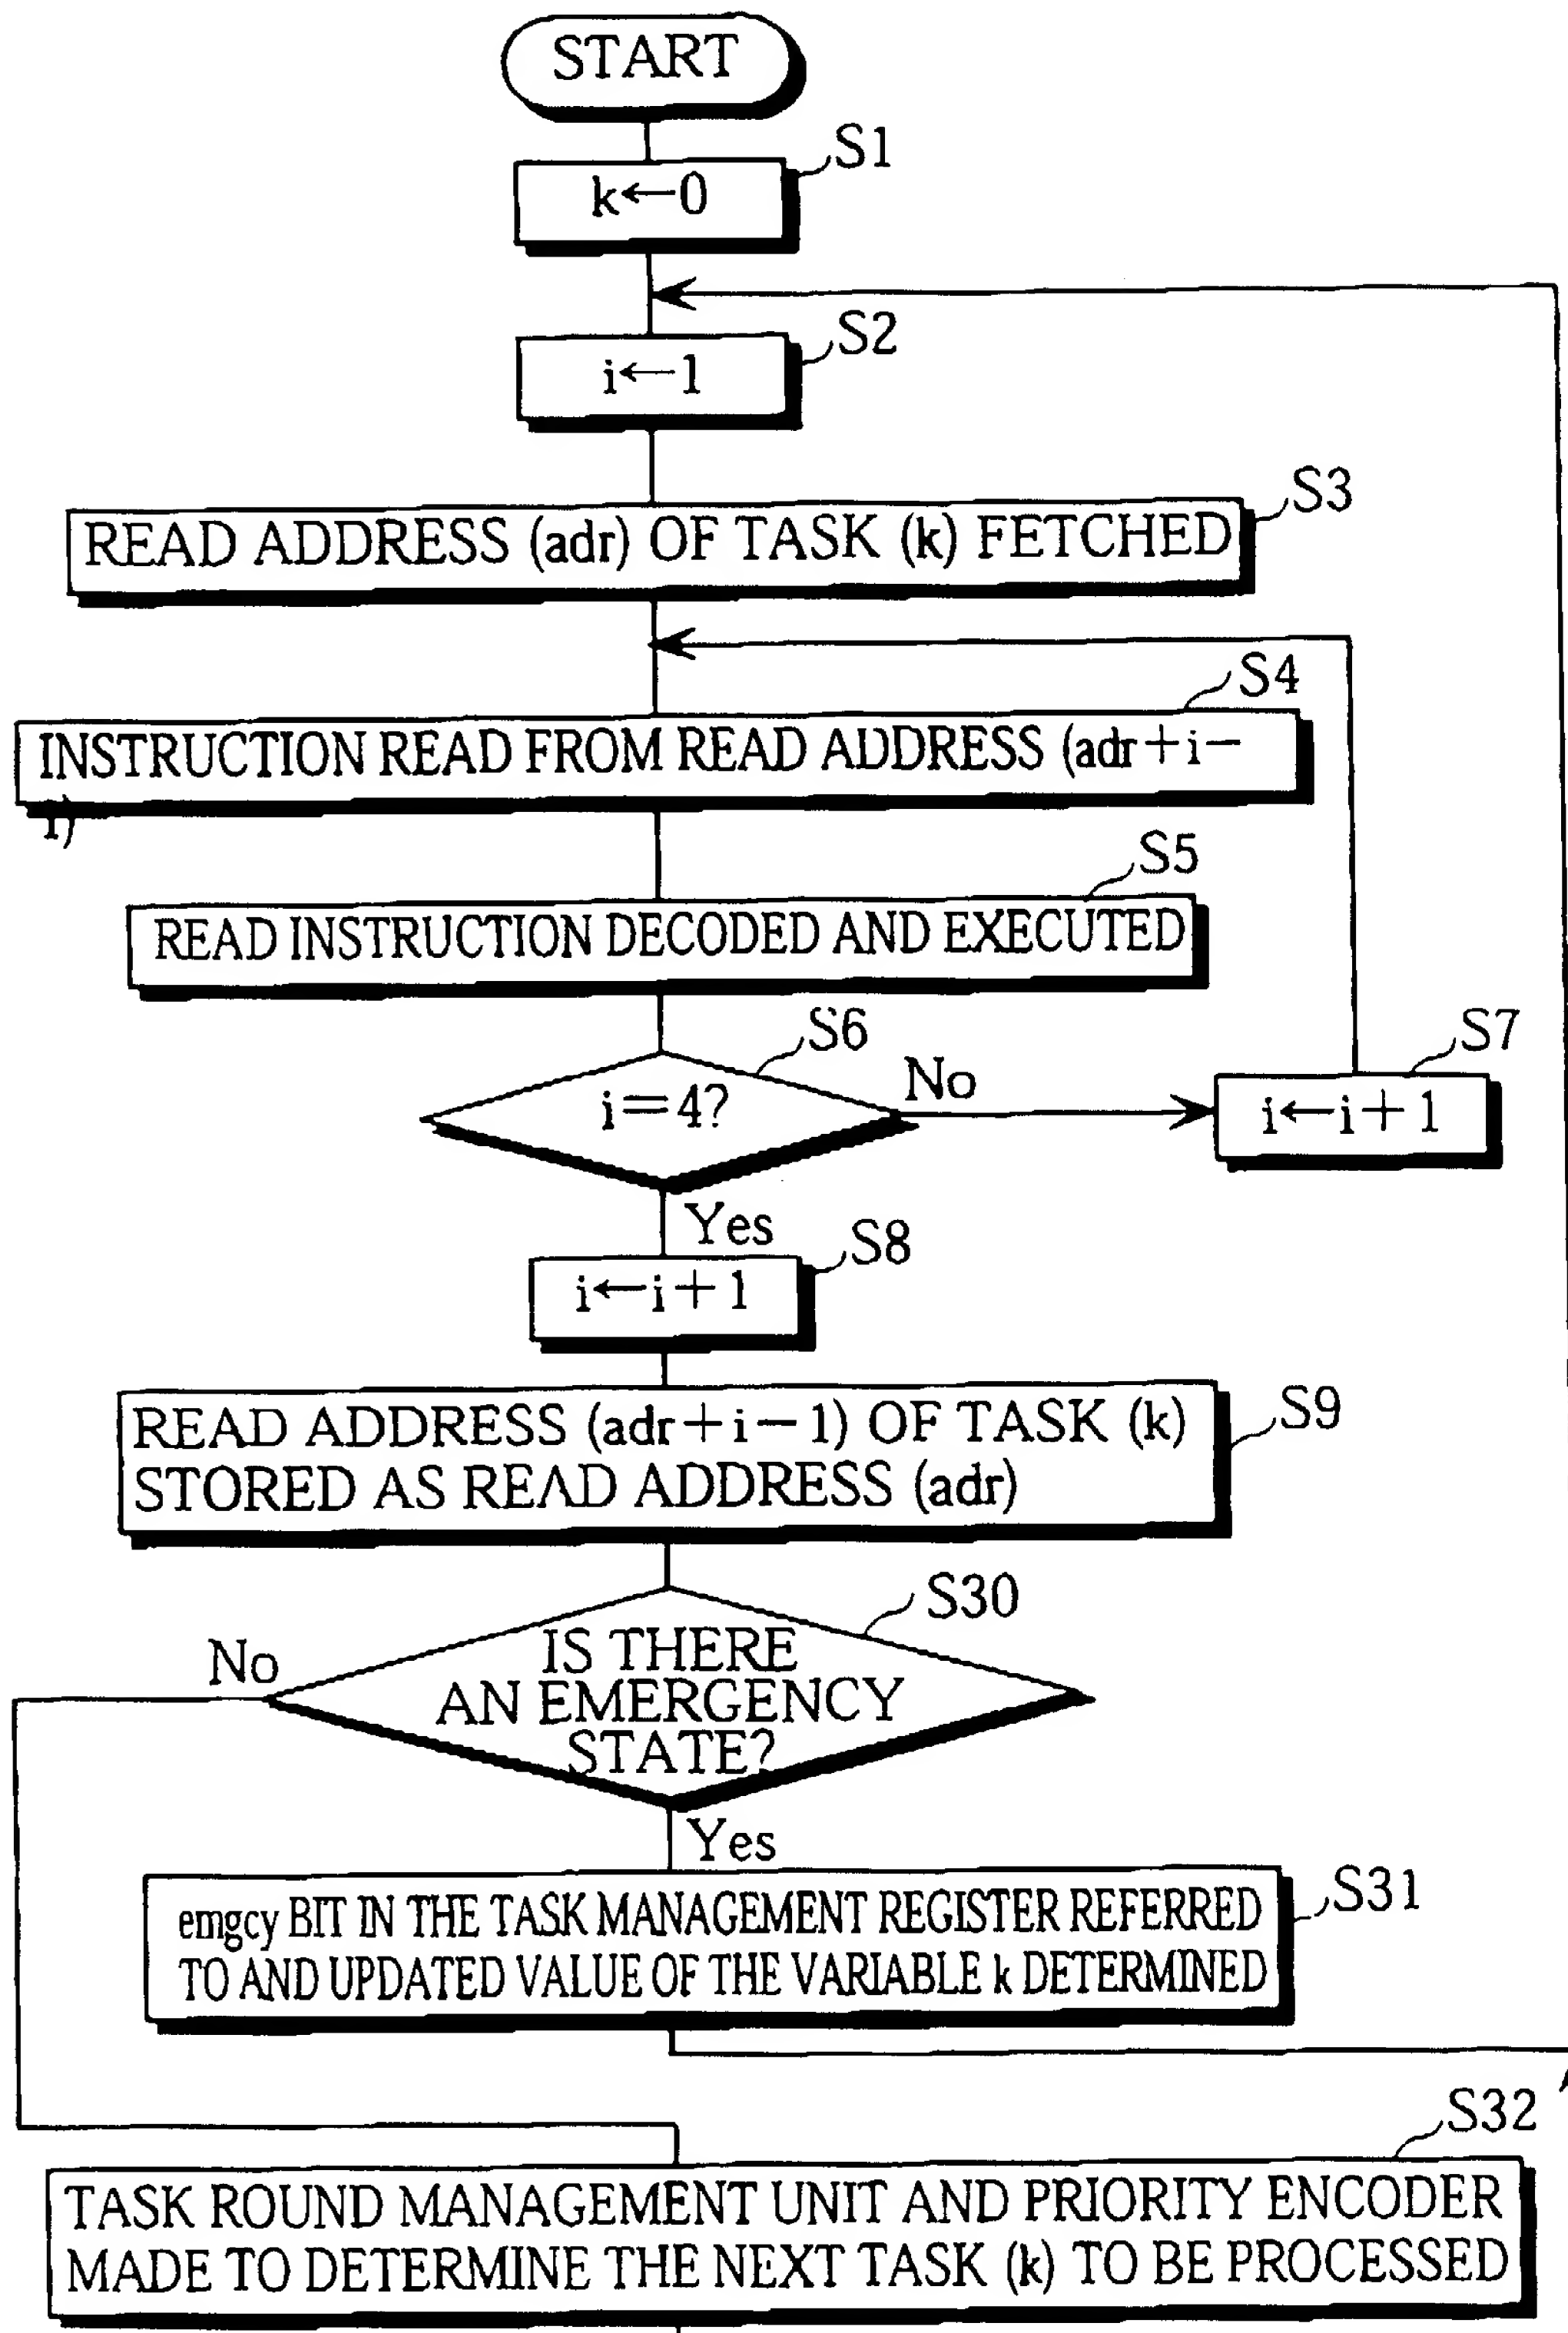 START
S1
k←0
S2
i←1
S3
READ ADDRESS (adr) OF TASK (k) FETCHED
S4
INSTRUCTION READ FROM READ ADDRESS (adr+i−
1)
S5
READ INSTRUCTION DECODED AND EXECUTED
S6
i=4?
No
S7
i←i+1
Yes
S8
i←i+1
S9
READ ADDRESS (adr+i−1) OF TASK (k)
STORED AS READ ADDRESS (adr)
S30
No
IS THERE
AN EMERGENCY
STATE?
Yes
S31
emgcy BIT IN THE TASK MANAGEMENT REGISTER REFERRED
TO AND UPDATED VALUE OF THE VARIABLE k DETERMINED
S32
TASK ROUND MANAGEMENT UNIT AND PRIORITY ENCODER
MADE TO DETERMINE THE NEXT TASK (k) TO BE PROCESSED